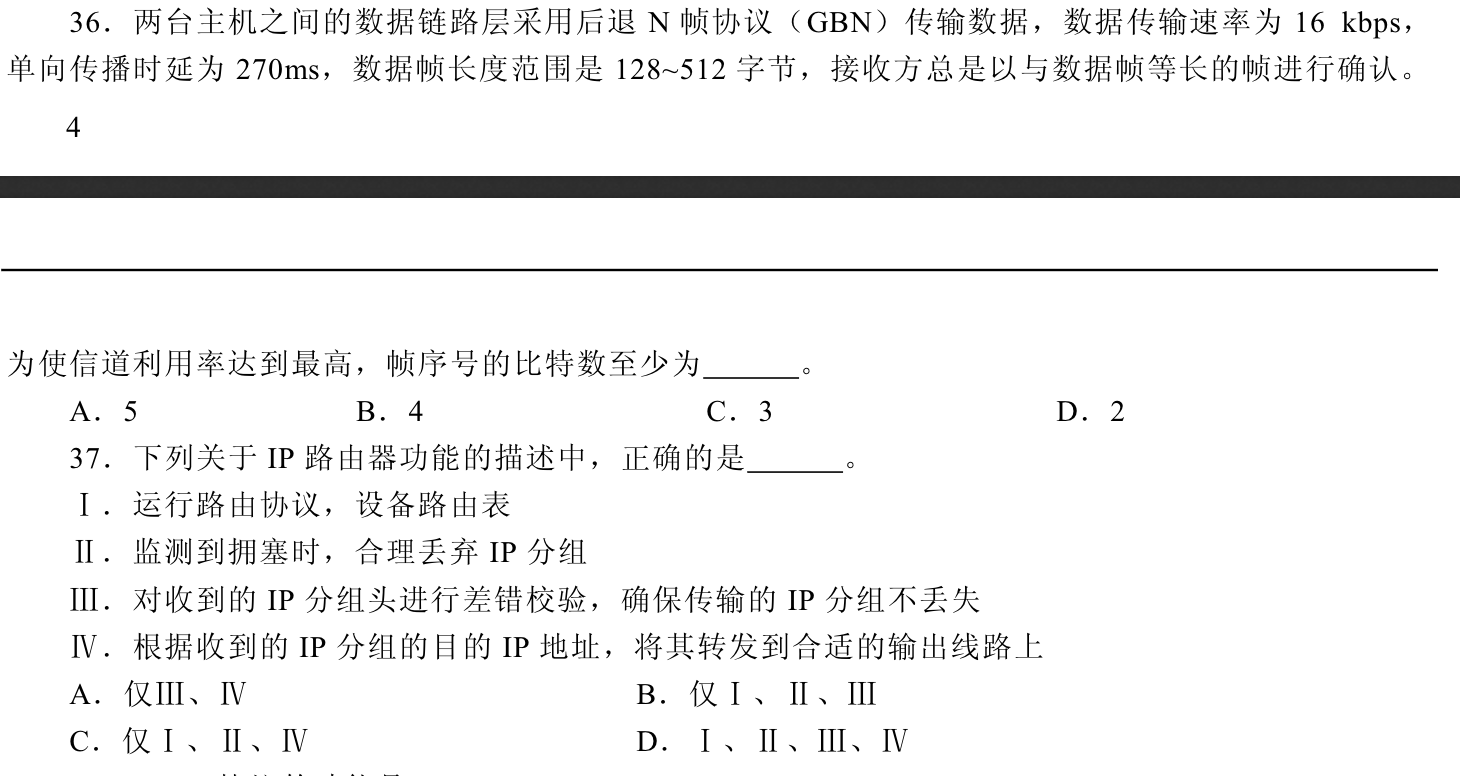 36．两台主机之间的数据链路层采用后退 N 帧协议（GBN）传输数据，数据传输速率为 16 kbps，
单向传播时延为 270ms，数据帧长度范围是 128~512 字节，接收方总是以与数据帧等长的帧进行确认。
4
为使信道利用率达到最高，帧序号的比特数至少为______。
A．5 B．4 C．3 D．2
37．下列关于 IP 路由器功能的描述中，正确的是______。
Ⅰ．运行路由协议，设备路由表
Ⅱ．监测到拥塞时，合理丢弃 IP 分组
Ⅲ．对收到的 IP 分组头进行差错校验，确保传输的 IP 分组不丢失
Ⅳ．根据收到的 IP 分组的目的 IP 地址，将其转发到合适的输出线路上
A．仅Ⅲ、Ⅳ B．仅Ⅰ、Ⅱ、Ⅲ
C．仅Ⅰ、Ⅱ、Ⅳ D．Ⅰ、Ⅱ、Ⅲ、Ⅳ